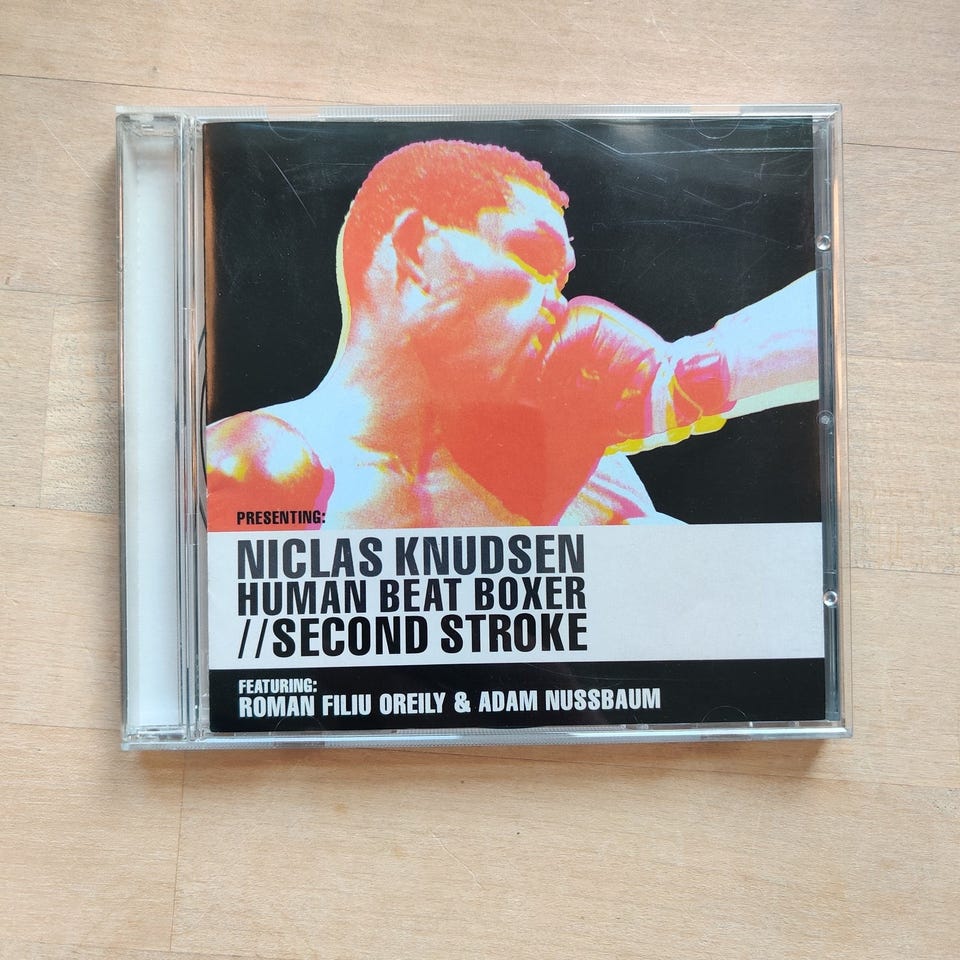 PRESENTING:
NICLAS KNUDSEN
HUMAN BEAT BOXER
//SECOND STROKE
FEATURING:
ROMAN FILIU OREILY & ADAM NUSSBAUM